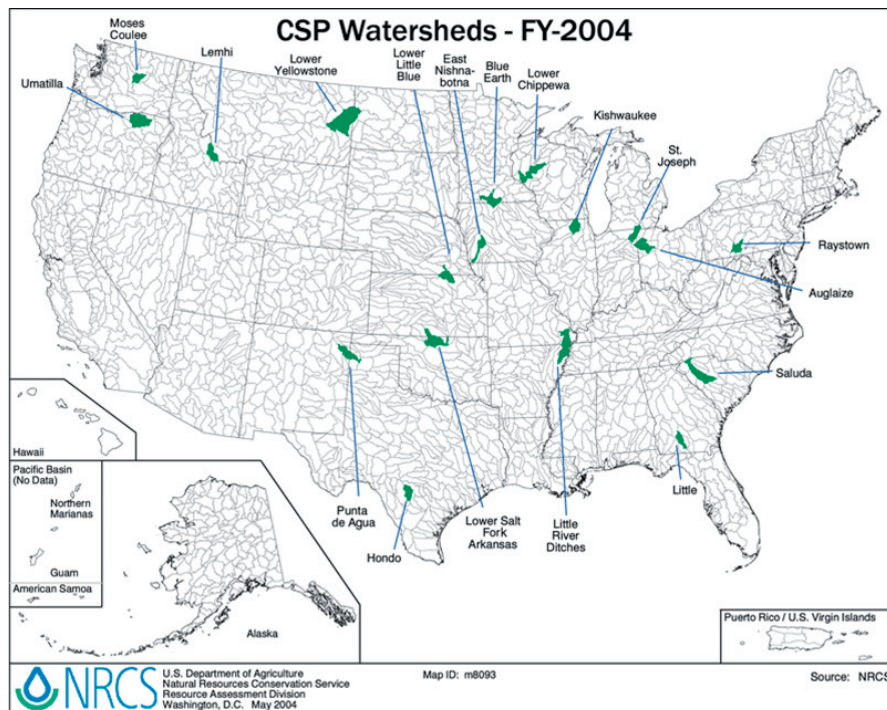 CSP Watersheds - FY-2004
Moses
Coulee
Umatilla
Lemhi
Lower
Yellowstone
Lower
Little
Blue
East
Nishna-
botna
Blue
Earth
Lower
Chippewa
Kishwaukee
St.
Joseph
Raystown
Auglaize
Saluda
Little
Little
River
Ditches
Lower Salt
Fork
Arkansas
Punta
de Agua
Hondo
Hawaii
Pacific Basin
(No Data)
Northern
Marianas
Guam
American Samoa
Alaska
Puerto Rico / U.S. Virgin Islands
NRCS
U.S. Department of Agriculture
Natural Resources Conservation Service
Resource Assessment Division
Washington, D.C. May 2004
Map ID: m8093
Source: NRCS